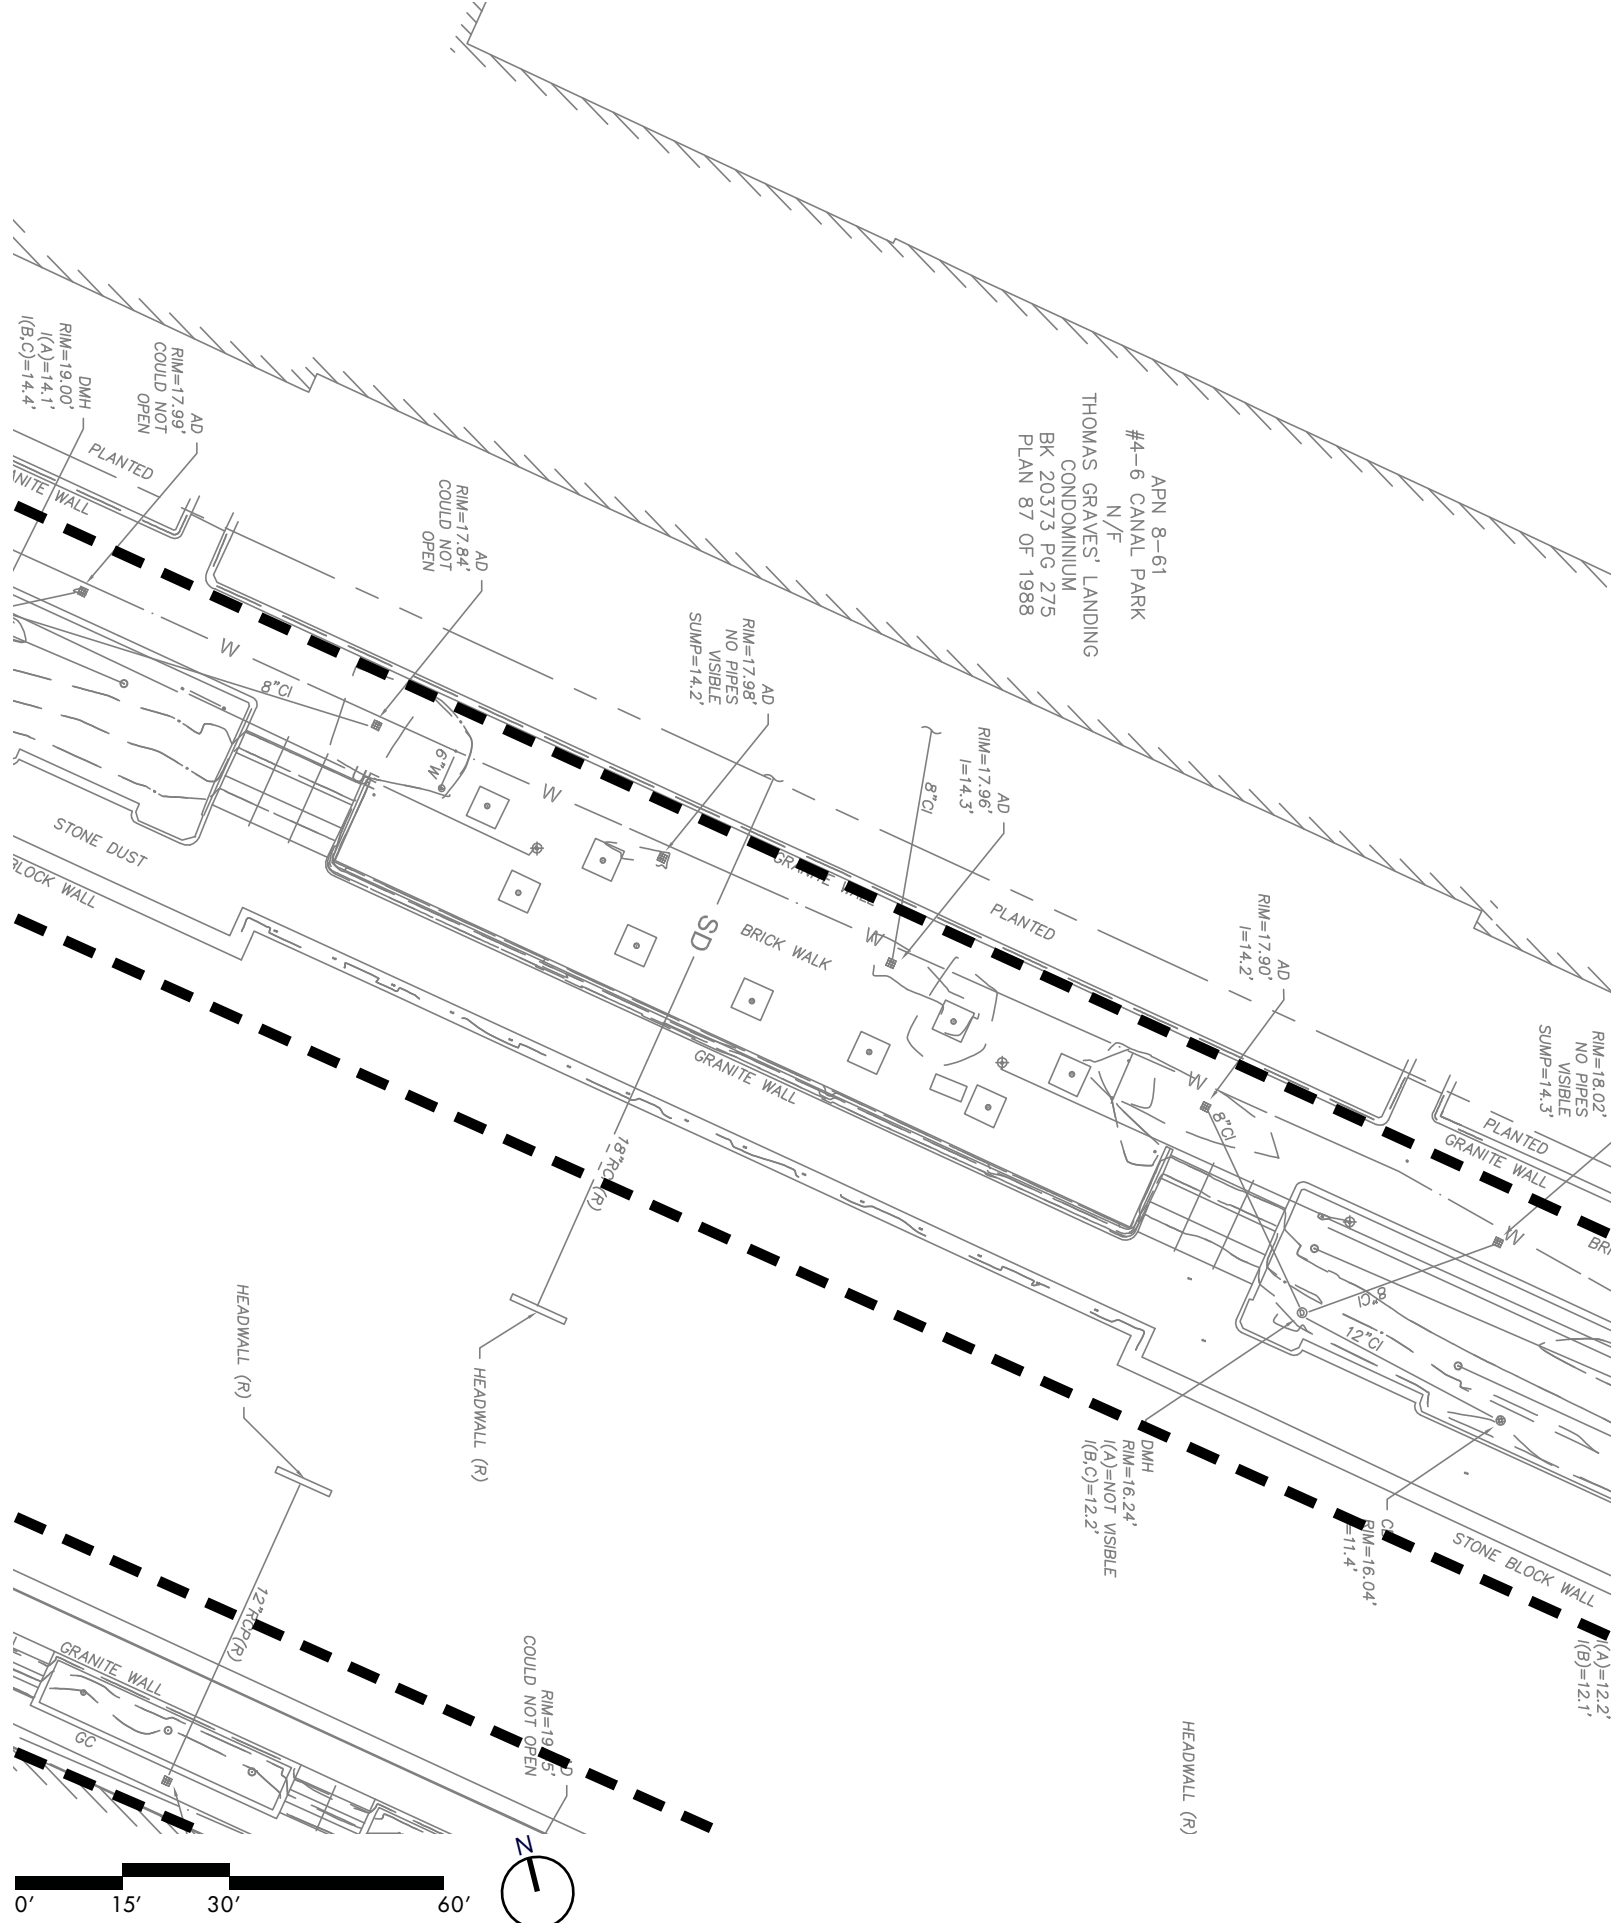 APN 8-61
#4-6 CANAL PARK
N/F
THOMAS GRAVES' LANDING
CONDOMINIUM
BK 20373 PG 275
PLAN 87 OF 1988
DMH
RIM=19.00'
I(A)=14.1'
I(B,C)=14.4'
AD
RIM=17.99'
COULD NOT
OPEN
PLANTED
WALL
AD
RIM=17.84'
COULD NOT
OPEN
W
8"CI
6"W
AD
RIM=17.98'
NO PIPES
VISIBLE
SUMP=14.2'
W
STONE DUST
WALL
AD
RIM=17.96'
I=14.3'
8"CI
GRANITE WALL
PLANTED
SD
BRICK WALK
W
AD
RIM=17.90'
I=14.2'
RIM=18.02'
NO PIPES
VISIBLE
SUMP=14.3'
GRANITE WALL
W
8"CI
PLANTED
GRANITE WALL
W
18"RCP(R)
8"CI
12"CI
HEADWALL (R)
HEADWALL (R)
DMH
RIM=16.24'
I(A)=NOT VISIBLE
I(B,C)=12.2'
RIM=16.04'
STONE BLOCK WALL
I(A)=12.2'
I(B)=12.1'
12"RCP(R)
GRANITE WALL
GC
COULD NOT OPEN
HEADWALL (R)
N
0' 15' 30' 60'